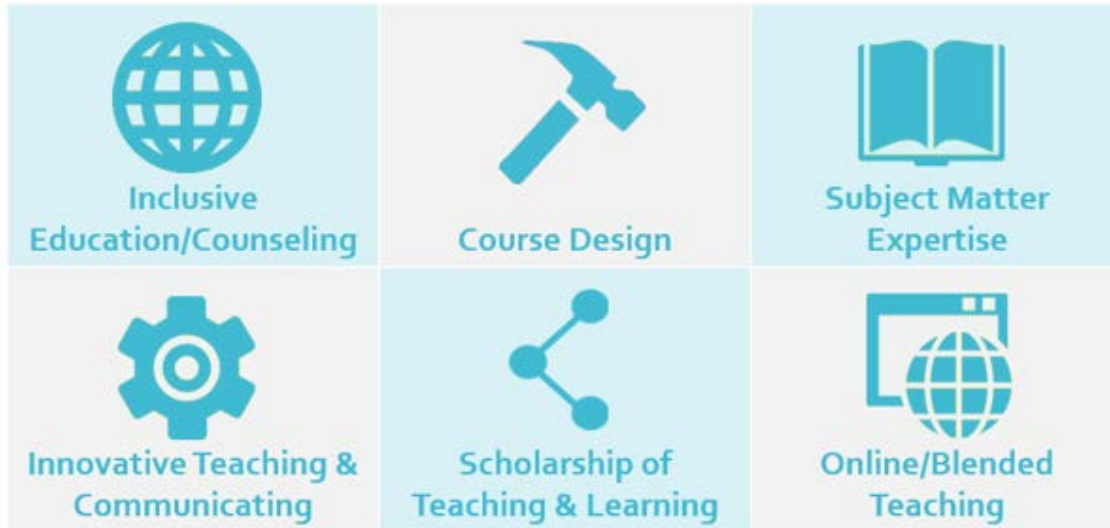 Inclusive
Education/Counseling
Course Design
Subject Matter
Expertise
Innovative Teaching &
Communicating
Scholarship of
Teaching & Learning
Online/Blended
Teaching